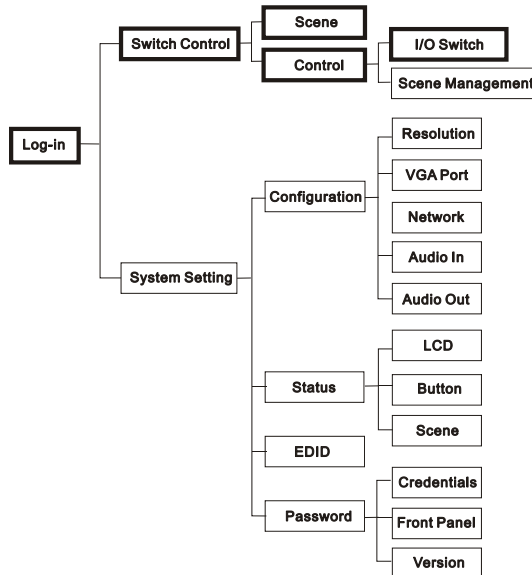 Log-in
Switch Control
Scene
Control
I/O Switch
Scene Management
System Setting
Configuration
Resolution
VGA Port
Network
Audio In
Audio Out
Status
LCD
Button
Scene
EDID
Password
Credentials
Front Panel
Version